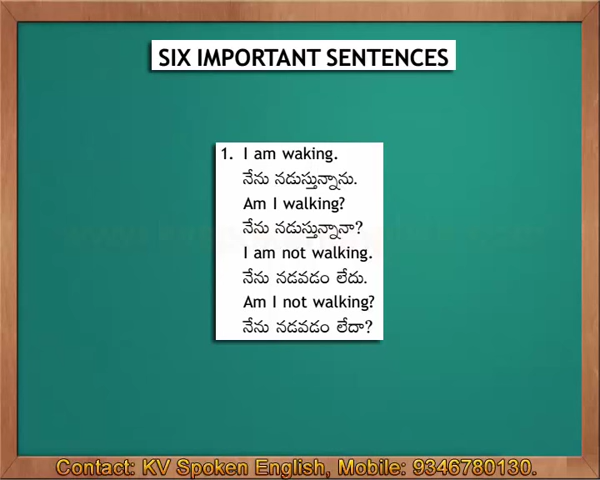 SIX IMPORTANT SENTENCES
1. I am waking.
నేను నడుస్తున్నాను.
Am I walking?
నేను నడుస్తున్నానా?
I am not walking.
నేను నడవడం లేదు.
Am I not walking?
నేను నడవడం లేదా?
Contact: KV Spoken English, Mobile: 9346780130.